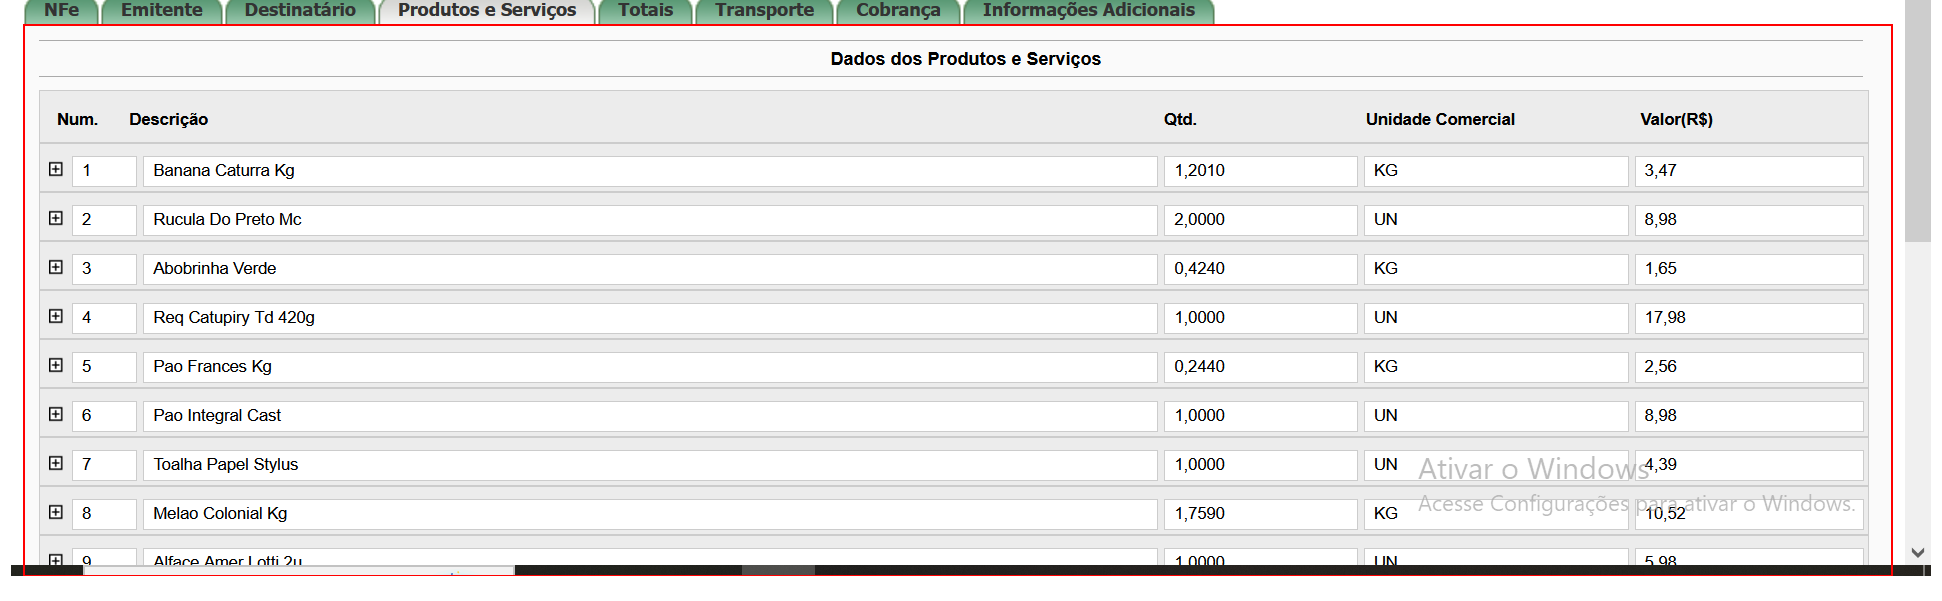 NFe Emitente Destinatário Produtos e Serviços Totais Transporte Cobrança Informações Adicionais
Dados dos Produtos e Serviços
Num. Descrição Qtd. Unidade Comercial Valor(R$)
1 Banana Caturra Kg 1,2010 KG 3,47
2 Rucula Do Preto Mc 2,0000 UN 8,98
3 Abobrinha Verde 0,4240 KG 1,65
4 Req Catupiry Td 420g 1,0000 UN 17,98
5 Pao Frances Kg 0,2440 KG 2,56
6 Pao Integral Cast 1,0000 UN 8,98
7 Toalha Papel Stylus 1,0000 UN 4,39
Ativar o Windows
Acesse Configurações para ativar o Windows.
8 Melao Colonial Kg 1,7590 KG 10,52
9 Alface Amer Lotti 2u 1,0000 UN 5,98